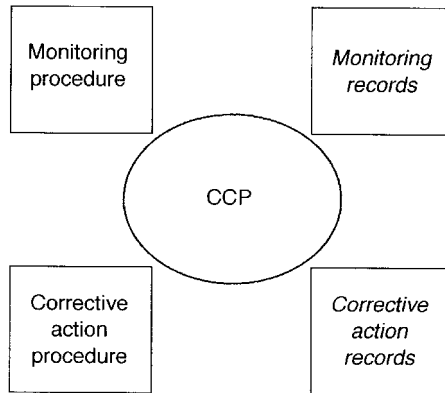 Monitoring
procedure
Monitoring
records
CCP
Corrective
action
procedure
Corrective
action
records